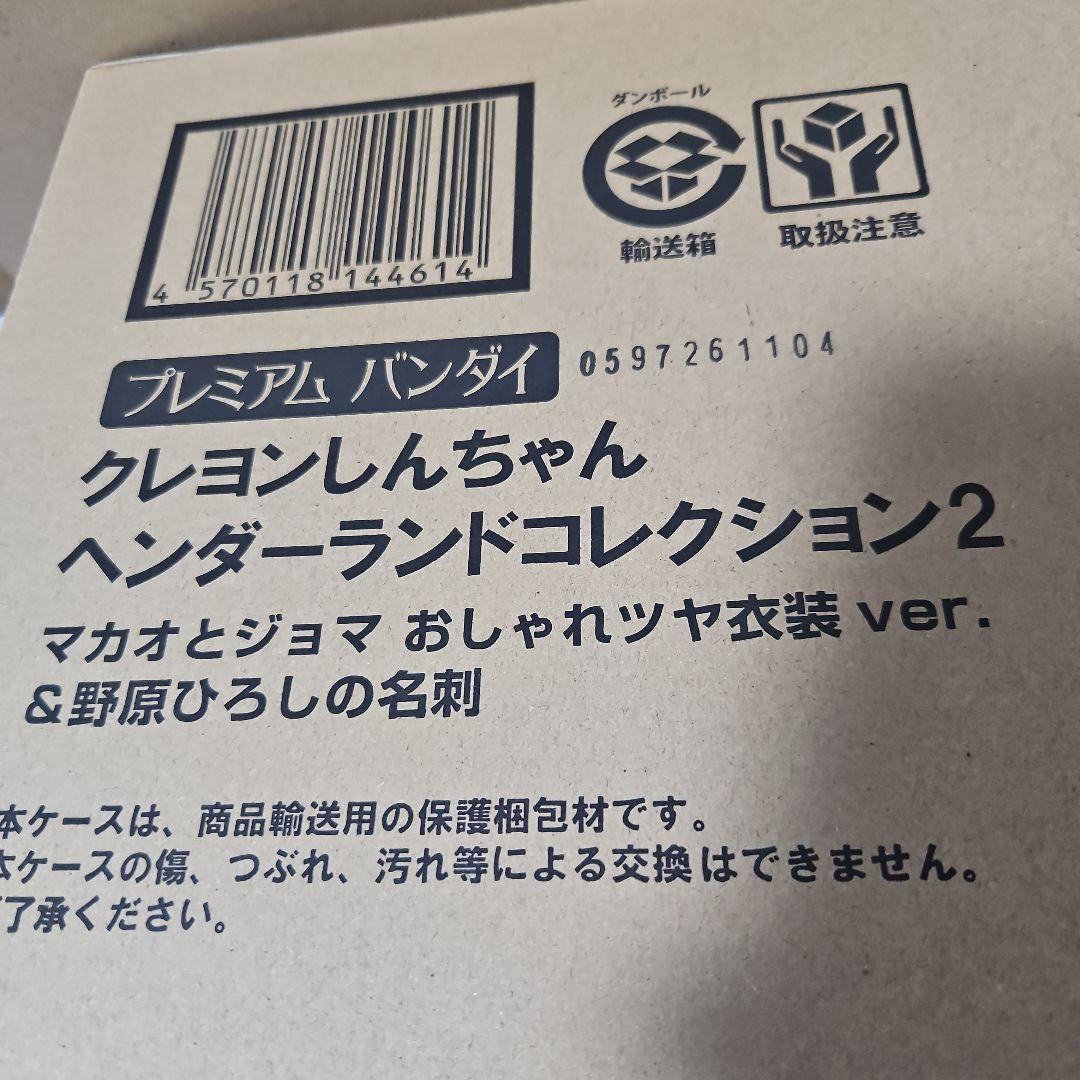 4 570118 144614
ダンボール
輸送箱
取扱注意
プレミアム バンダイ
0597261104
クレヨンしんちゃん
ヘンダーランドコレクション2
マカオとジョマ おしゃれツヤ衣装 ver.
&野原ひろしの名刺
本ケースは、商品輸送用の保護梱包材です。
本ケースの傷、つぶれ、汚れ等による交換はできません。
了承ください。